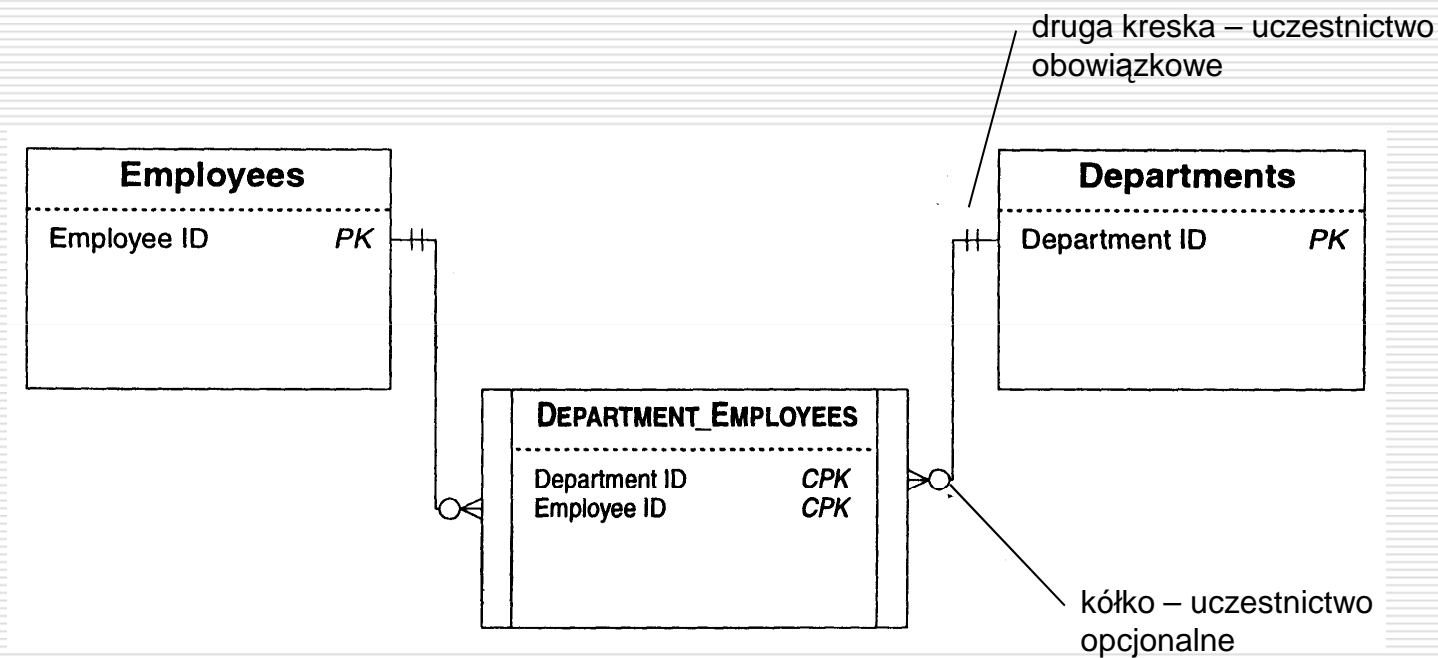 druga kreska – uczestnictwo
obowiązkowe
Employees
Employee ID PK
Departments
Department ID PK
DEPARTMENT_EMPLOYEES
Department ID CPK
Employee ID CPK
kółko – uczestnictwo
opcjonalne